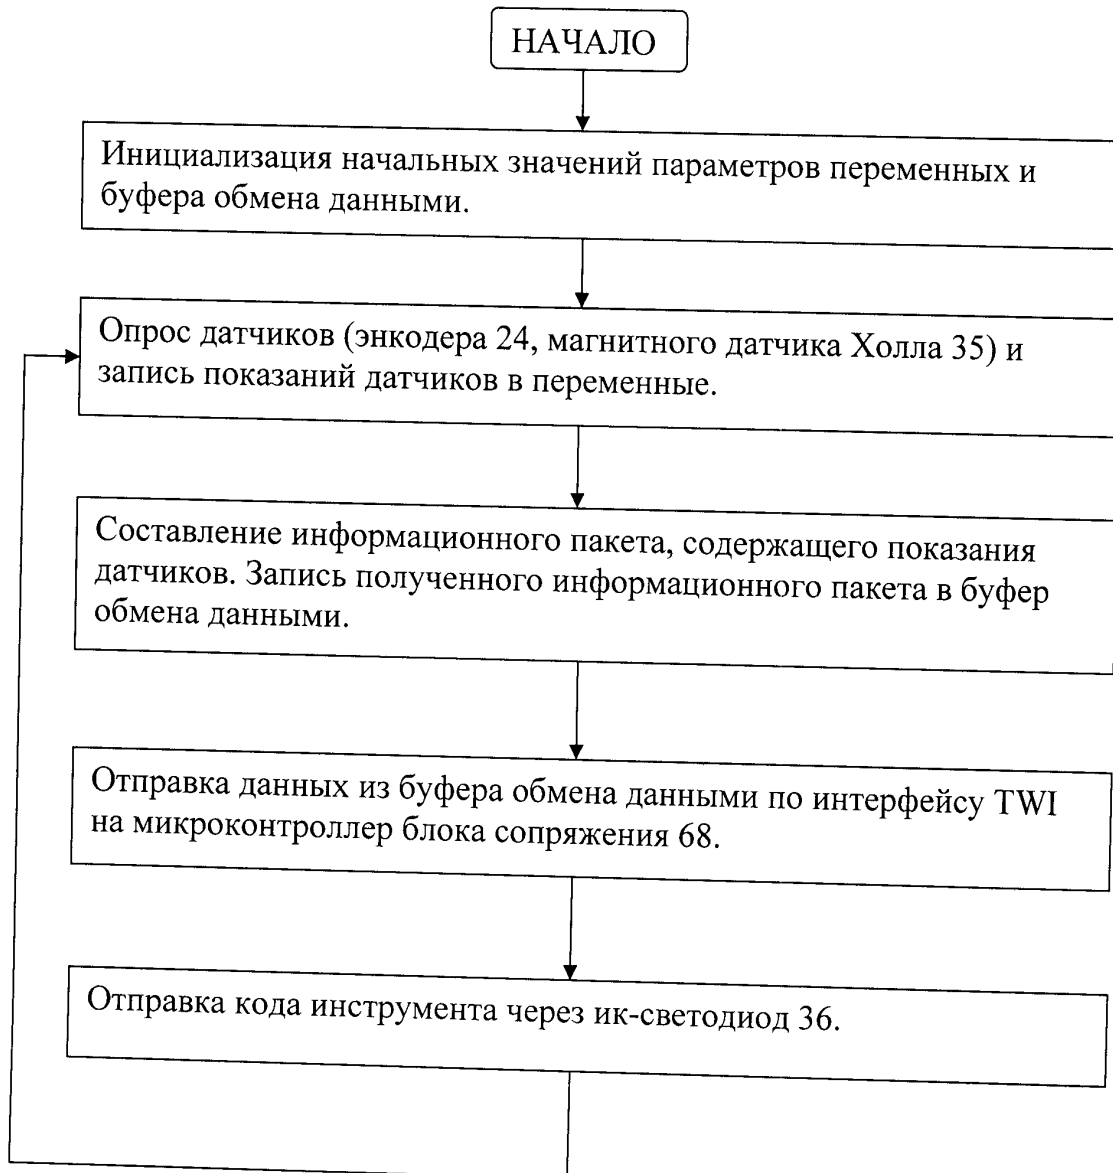 НАЧАЛО
Инициализация начальных значений параметров переменных и
буфера обмена данными.
Опрос датчиков (энкодера 24, магнитного датчика Холла 35) и
запись показаний датчиков в переменные.
Составление информационного пакета, содержащего показания
датчиков. Запись полученного информационного пакета в буфер
обмена данными.
Отправка данных из буфера обмена данными по интерфейсу TWI
на микроконтроллер блока сопряжения 68.
Отправка кода инструмента через ик-светодиод 36.